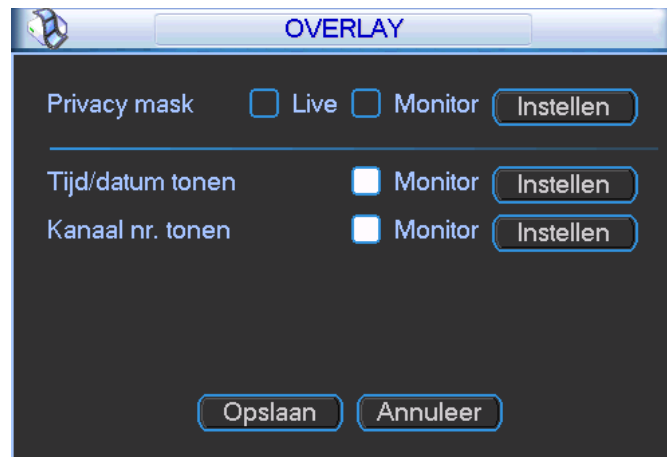 OVERLAY
Privacy mask Live Monitor Instellen
Tijd/datum tonen Monitor Instellen
Kanaal nr. tonen Monitor Instellen
Opslaan Annuleer